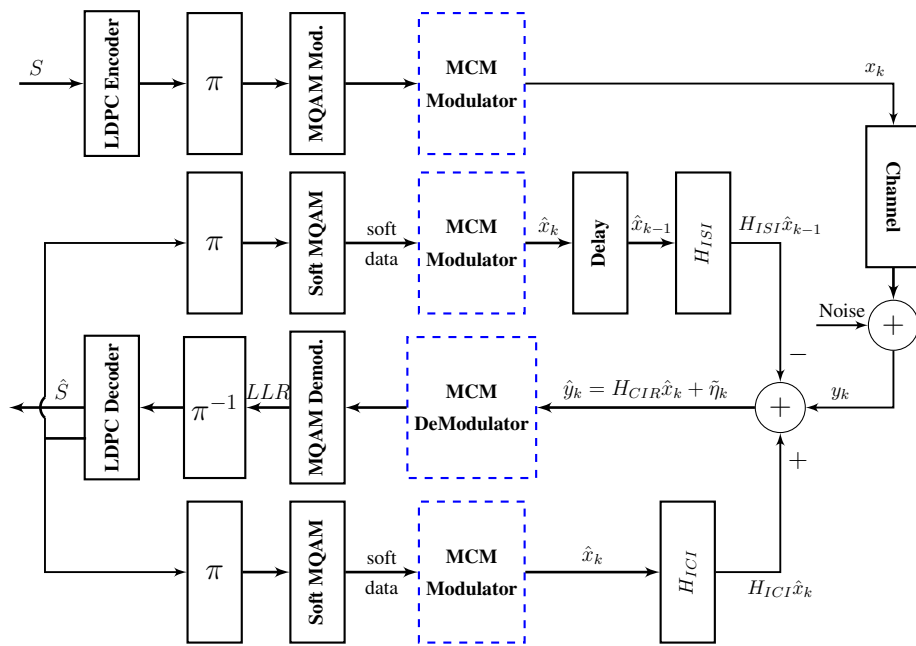 S
LDPC Encoder
π
MQAM Mod.
MCM
Modulator
x_k
Channel
π
Soft MQAM
soft
data
MCM
Modulator
x̂_k
Delay
x̂_{k−1}
H_{ISI}
H_{ISI}x̂_{k−1}
Noise
+
−
Ŝ
LDPC Decoder
π^{−1}
LLR
MQAM Demod.
MCM
DeModulator
ŷ_k = H_{CIR}x̂_k + η̃_k
+
y_k
+
π
Soft MQAM
soft
data
MCM
Modulator
x̂_k
H_{ICI}
H_{ICI}x̂_k